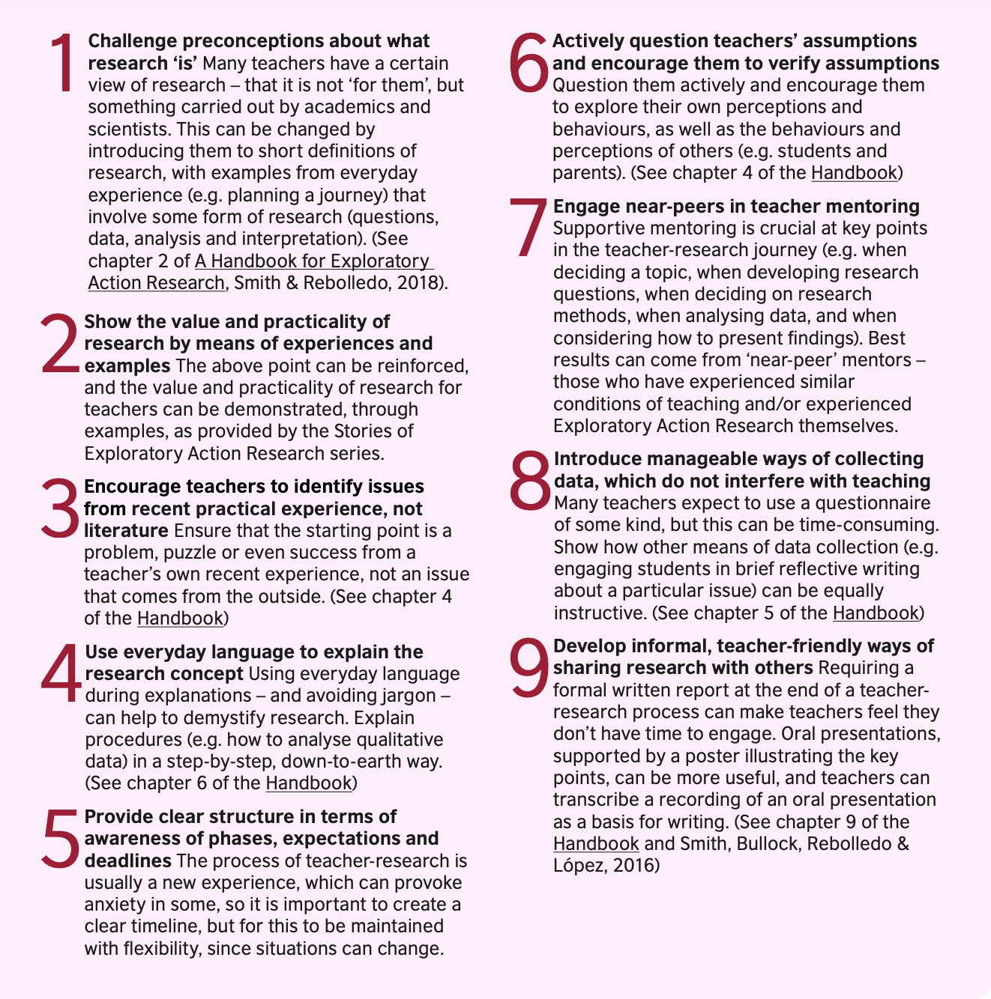 1 Challenge preconceptions about what
research ‘is’ Many teachers have a certain
view of research – that it is not ‘for them’, but
something carried out by academics and
scientists. This can be changed by
introducing them to short definitions of
research, with examples from everyday
experience (e.g. planning a journey) that
involve some form of research (questions,
data, analysis and interpretation). (See
chapter 2 of A Handbook for Exploratory
Action Research, Smith & Rebolledo, 2018).
2 Show the value and practicality of
research by means of experiences and
examples The above point can be reinforced,
and the value and practicality of research for
teachers can be demonstrated, through
examples, as provided by the Stories of
Exploratory Action Research series.
3 Encourage teachers to identify issues
from recent practical experience, not
literature Ensure that the starting point is a
problem, puzzle or even success from a
teacher’s own recent experience, not an issue
that comes from the outside. (See chapter 4
of the Handbook)
4 Use everyday language to explain the
research concept Using everyday language
during explanations – and avoiding jargon –
can help to demystify research. Explain
procedures (e.g. how to analyse qualitative
data) in a step-by-step, down-to-earth way.
(See chapter 6 of the Handbook)
5 Provide clear structure in terms of
awareness of phases, expectations and
deadlines The process of teacher-research is
usually a new experience, which can provoke
anxiety in some, so it is important to create a
clear timeline, but for this to be maintained
with flexibility, since situations can change.
6 Actively question teachers’ assumptions
and encourage them to verify assumptions
Question them actively and encourage them
to explore their own perceptions and
behaviours, as well as the behaviours and
perceptions of others (e.g. students and
parents). (See chapter 4 of the Handbook)
7 Engage near-peers in teacher mentoring
Supportive mentoring is crucial at key points
in the teacher-research journey (e.g. when
deciding a topic, when developing research
questions, when deciding on research
methods, when analysing data, and when
considering how to present findings). Best
results can come from ‘near-peer’ mentors –
those who have experienced similar
conditions of teaching and/or experienced
Exploratory Action Research themselves.
8 Introduce manageable ways of collecting
data, which do not interfere with teaching
Many teachers expect to use a questionnaire
of some kind, but this can be time-consuming.
Show how other means of data collection (e.g.
engaging students in brief reflective writing
about a particular issue) can be equally
instructive. (See chapter 5 of the Handbook)
9 Develop informal, teacher-friendly ways of
sharing research with others Requiring a
formal written report at the end of a teacher-
research process can make teachers feel they
don’t have time to engage. Oral presentations,
supported by a poster illustrating the key
points, can be more useful, and teachers can
transcribe a recording of an oral presentation
as a basis for writing. (See chapter 9 of the
Handbook and Smith, Bullock, Rebolledo &
López, 2016)